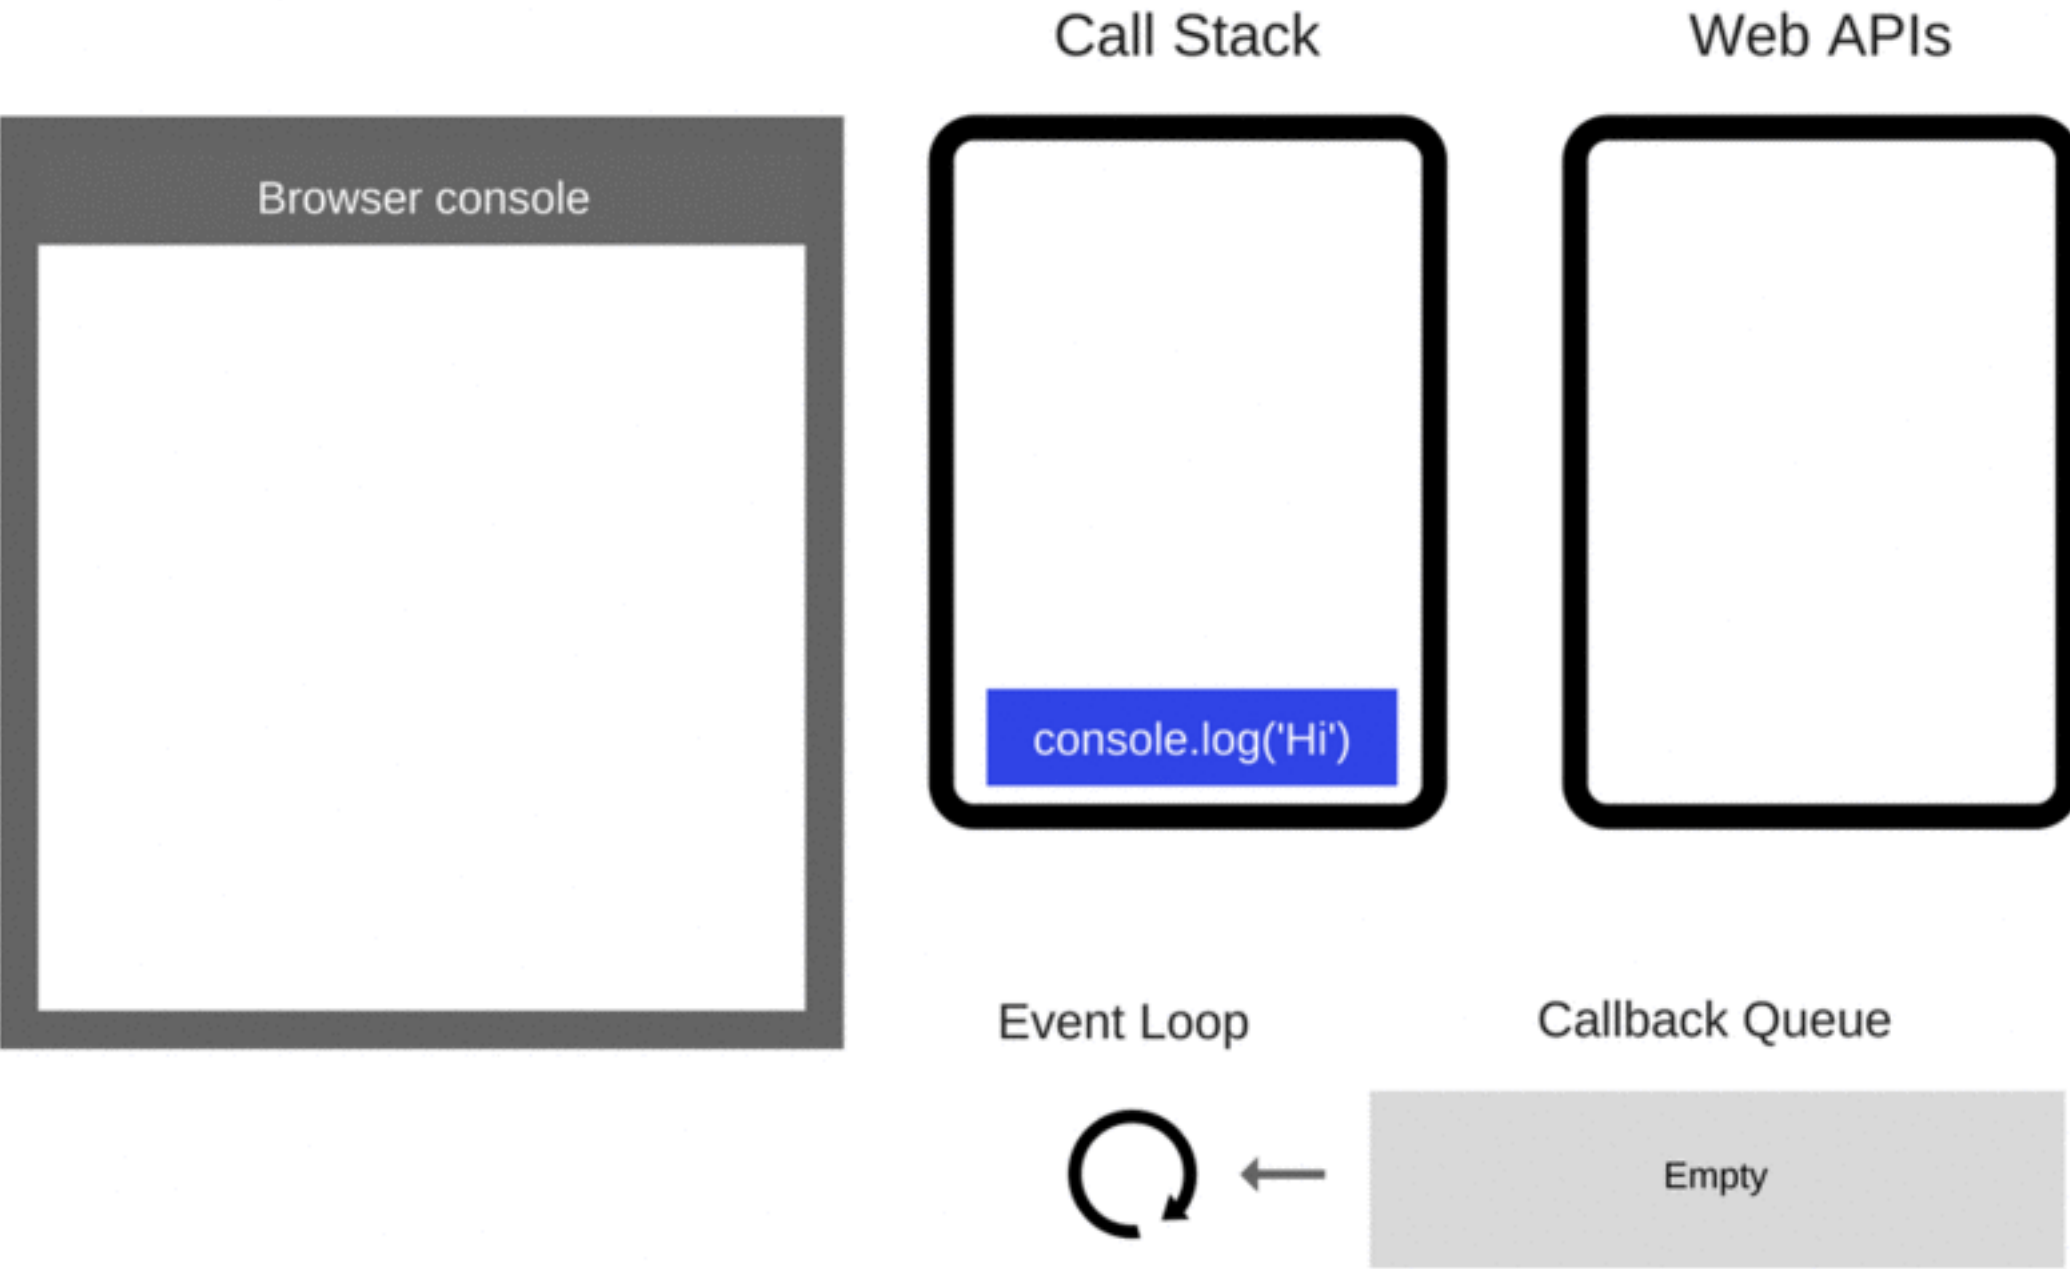 Call Stack
Web APIs
Browser console
console.log('Hi')
Event Loop
Callback Queue
Empty